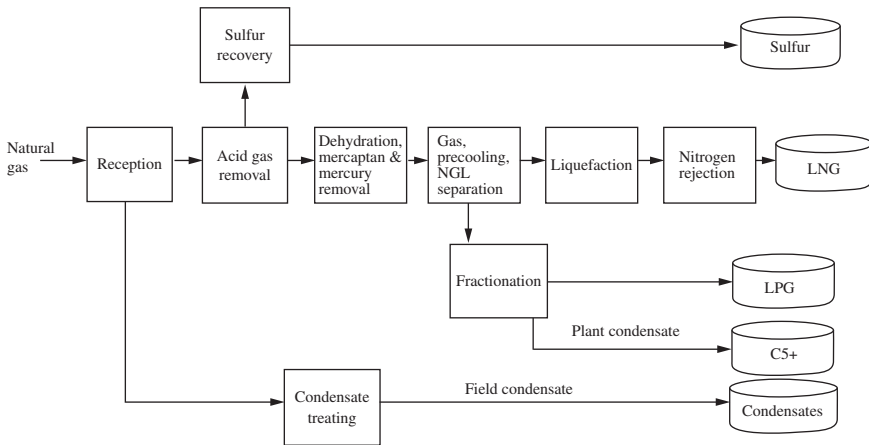 Sulfur
recovery
Sulfur
Natural
gas
Reception
Acid gas
removal
Dehydration,
mercaptan &
mercury
removal
Gas,
precooling,
NGL
separation
Liquefaction
Nitrogen
rejection
LNG
Fractionation
LPG
Plant condensate
C5+
Condensate
treating
Field condensate
Condensates